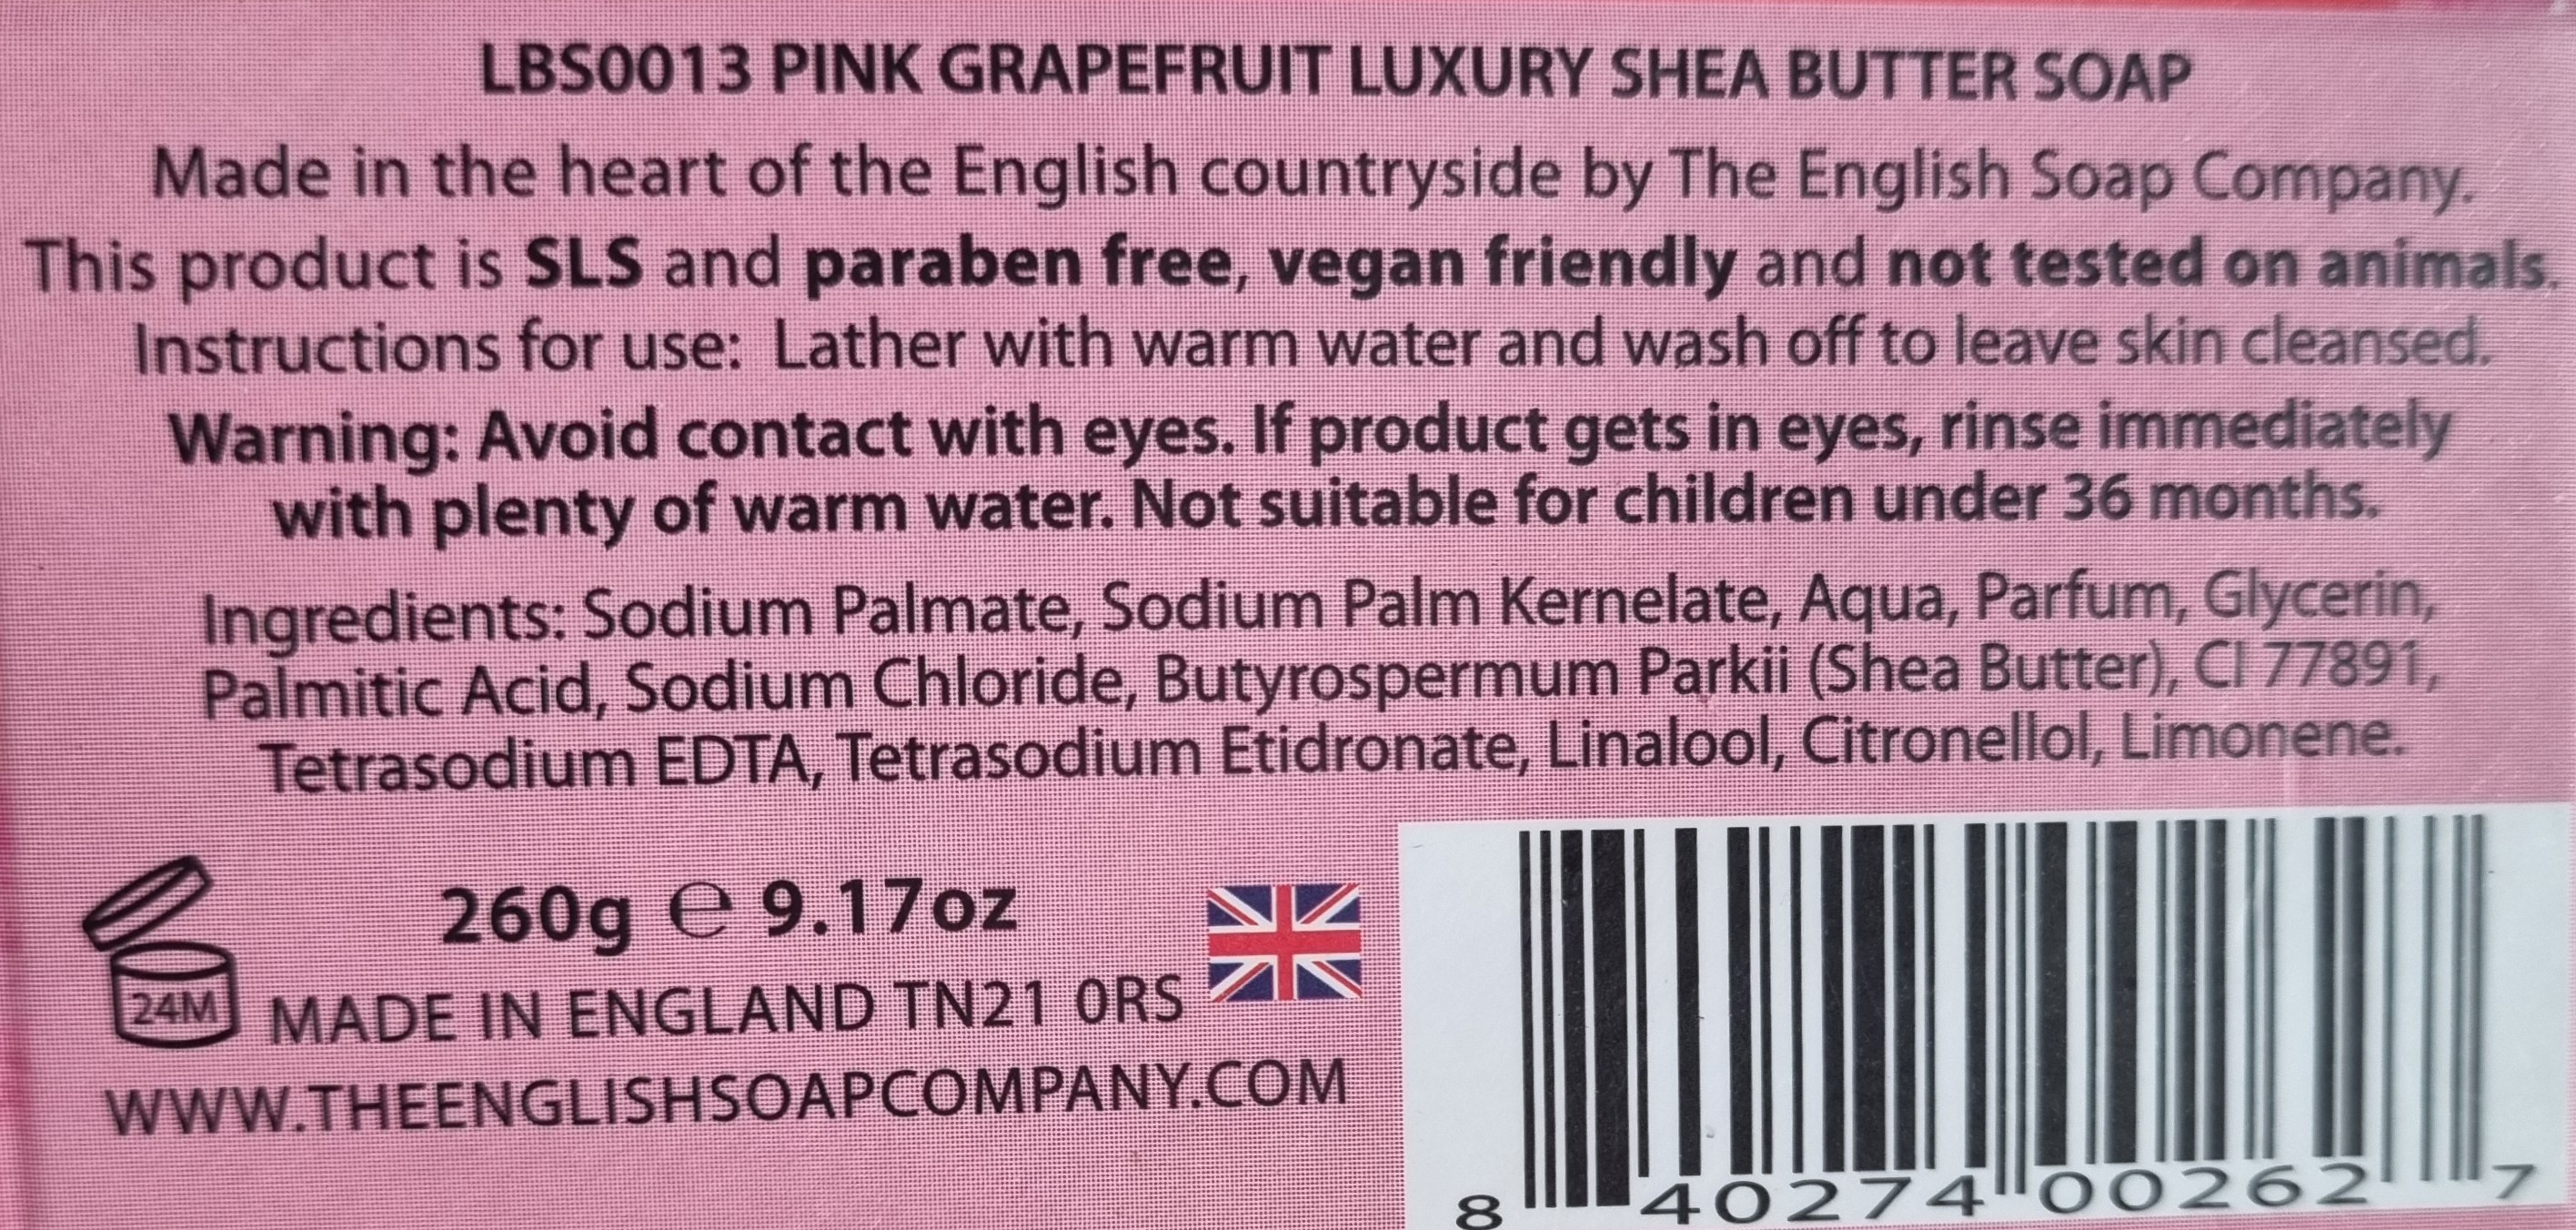 LBS0013 PINK GRAPEFRUIT LUXURY SHEA BUTTER SOAP
Made in the heart of the English countryside by The English Soap Company.
This product is SLS and paraben free, vegan friendly and not tested on animals.
Instructions for use: Lather with warm water and wash off to leave skin cleansed.
Warning: Avoid contact with eyes. If product gets in eyes, rinse immediately
with plenty of warm water. Not suitable for children under 36 months.
Ingredients: Sodium Palmate, Sodium Palm Kernelate, Aqua, Parfum, Glycerin,
Palmitic Acid, Sodium Chloride, Butyrospermum Parkii (Shea Butter), CI 77891,
Tetrasodium EDTA, Tetrasodium Etidronate, Linalool, Citronellol, Limonene.
260g e 9.17oz
24M
MADE IN ENGLAND TN21 0RS
WWW.THEENGLISHSOAPCOMPANY.COM
8 40274 00262 7